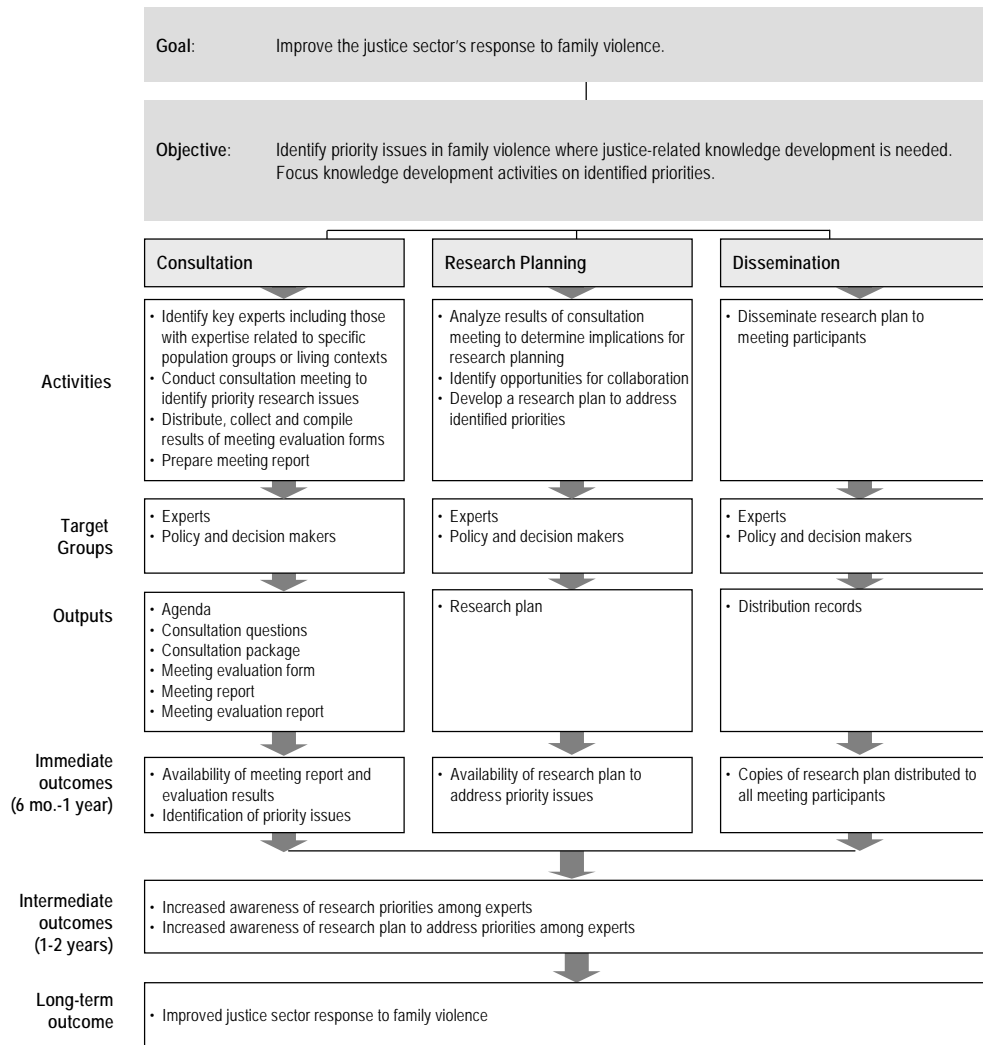 Goal: Improve the justice sector's response to family violence.
Objective: Identify priority issues in family violence where justice-related knowledge development is needed.
Focus knowledge development activities on identified priorities.
Consultation
Research Planning
Dissemination
Activities
• Identify key experts including those
with expertise related to specific
population groups or living contexts
• Conduct consultation meeting to
identify priority research issues
• Distribute, collect and compile
results of meeting evaluation forms
• Prepare meeting report
• Analyze results of consultation
meeting to determine implications for
research planning
• Identify opportunities for collaboration
• Develop a research plan to address
identified priorities
• Disseminate research plan to
meeting participants
Target
Groups
• Experts
• Policy and decision makers
• Experts
• Policy and decision makers
• Experts
• Policy and decision makers
Outputs
• Agenda
• Consultation questions
• Consultation package
• Meeting evaluation form
• Meeting report
• Meeting evaluation report
• Research plan
• Distribution records
Immediate
outcomes
(6 mo.-1 year)
• Availability of meeting report and
evaluation results
• Identification of priority issues
• Availability of research plan to
address priority issues
• Copies of research plan distributed to
all meeting participants
Intermediate
outcomes
(1-2 years)
• Increased awareness of research priorities among experts
• Increased awareness of research plan to address priorities among experts
Long-term
outcome
• Improved justice sector response to family violence